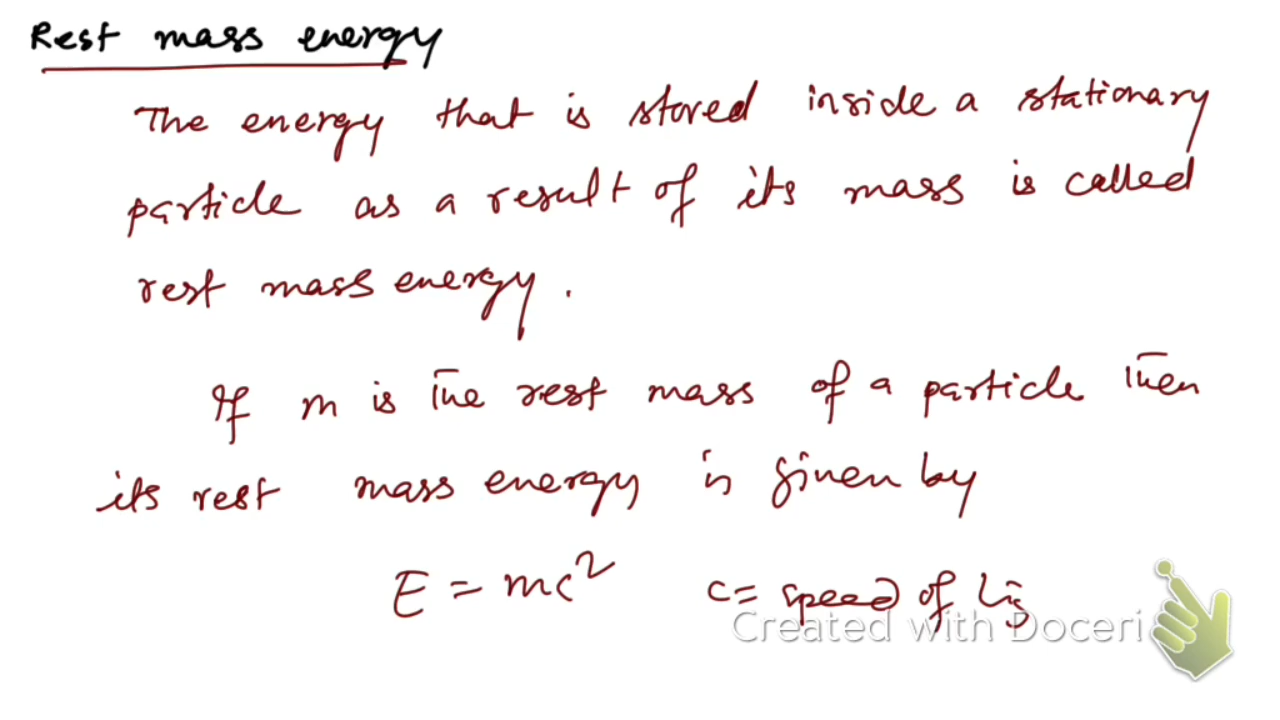 Rest mass energy
The energy that is stored inside a stationary
particle as a result of its mass is called
rest mass energy.
If m is the rest mass of a particle then
its rest mass energy is given by
E = mc² c = speed of Lig
Created with Doceri